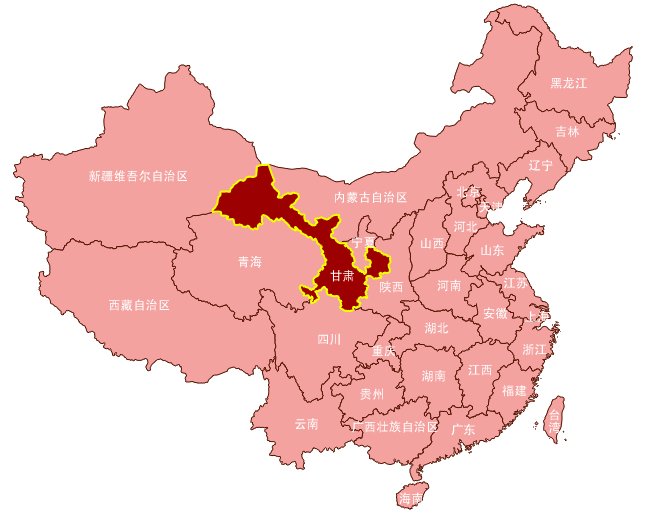 黑龙江
吉林
辽宁
新疆维吾尔自治区
内蒙古自治区
北京
天津
河北
山西
宁夏
山东
青海
甘肃
陕西
河南
江苏
西藏自治区
安徽
上海
湖北
四川
重庆
浙江
湖南
江西
贵州
福建
云南
广西壮族自治区
广东
台
湾
海南